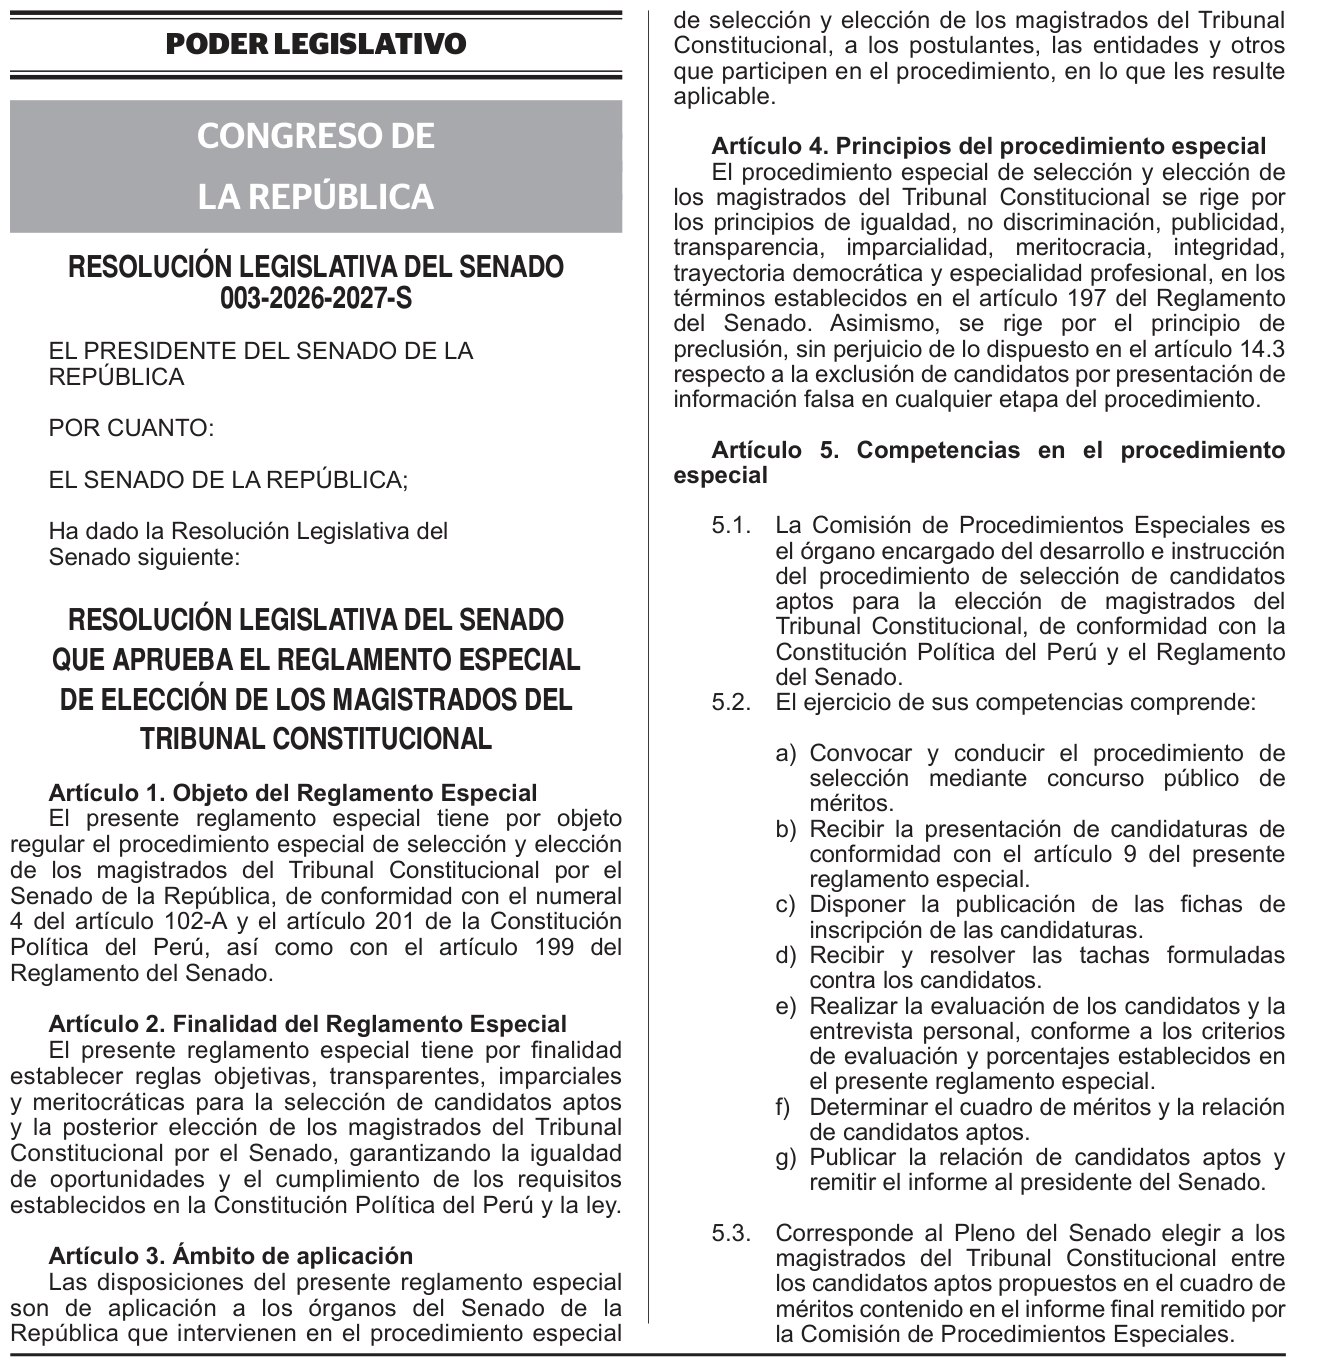 PODER LEGISLATIVO
CONGRESO DE
LA REPÚBLICA
RESOLUCIÓN LEGISLATIVA DEL SENADO
003-2026-2027-S
EL PRESIDENTE DEL SENADO DE LA
REPÚBLICA
POR CUANTO:
EL SENADO DE LA REPÚBLICA;
Ha dado la Resolución Legislativa del
Senado siguiente:
RESOLUCIÓN LEGISLATIVA DEL SENADO
QUE APRUEBA EL REGLAMENTO ESPECIAL
DE ELECCIÓN DE LOS MAGISTRADOS DEL
TRIBUNAL CONSTITUCIONAL
Artículo 1. Objeto del Reglamento Especial
El presente reglamento especial tiene por objeto
regular el procedimiento especial de selección y elección
de los magistrados del Tribunal Constitucional por el
Senado de la República, de conformidad con el numeral
4 del artículo 102-A y el artículo 201 de la Constitución
Política del Perú, así como con el artículo 199 del
Reglamento del Senado.
Artículo 2. Finalidad del Reglamento Especial
El presente reglamento especial tiene por finalidad
establecer reglas objetivas, transparentes, imparciales
y meritocráticas para la selección de candidatos aptos
y la posterior elección de los magistrados del Tribunal
Constitucional por el Senado, garantizando la igualdad
de oportunidades y el cumplimiento de los requisitos
establecidos en la Constitución Política del Perú y la ley.
Artículo 3. Ámbito de aplicación
Las disposiciones del presente reglamento especial
son de aplicación a los órganos del Senado de la
República que intervienen en el procedimiento especial
de selección y elección de los magistrados del Tribunal
Constitucional, a los postulantes, las entidades y otros
que participen en el procedimiento, en lo que les resulte
aplicable.
Artículo 4. Principios del procedimiento especial
El procedimiento especial de selección y elección de
los magistrados del Tribunal Constitucional se rige por
los principios de igualdad, no discriminación, publicidad,
transparencia, imparcialidad, meritocracia, integridad,
trayectoria democrática y especialidad profesional, en los
términos establecidos en el artículo 197 del Reglamento
del Senado. Asimismo, se rige por el principio de
preclusión, sin perjuicio de lo dispuesto en el artículo 14.3
respecto a la exclusión de candidatos por presentación de
información falsa en cualquier etapa del procedimiento.
Artículo 5. Competencias en el procedimiento
especial
5.1. La Comisión de Procedimientos Especiales es
el órgano encargado del desarrollo e instrucción
del procedimiento de selección de candidatos
aptos para la elección de magistrados del
Tribunal Constitucional, de conformidad con la
Constitución Política del Perú y el Reglamento
del Senado.
5.2. El ejercicio de sus competencias comprende:
a) Convocar y conducir el procedimiento de
selección mediante concurso público de
méritos.
b) Recibir la presentación de candidaturas de
conformidad con el artículo 9 del presente
reglamento especial.
c) Disponer la publicación de las fichas de
inscripción de las candidaturas.
d) Recibir y resolver las tachas formuladas
contra los candidatos.
e) Realizar la evaluación de los candidatos y la
entrevista personal, conforme a los criterios
de evaluación y porcentajes establecidos en
el presente reglamento especial.
f) Determinar el cuadro de méritos y la relación
de candidatos aptos.
g) Publicar la relación de candidatos aptos y
remitir el informe al presidente del Senado.
5.3. Corresponde al Pleno del Senado elegir a los
magistrados del Tribunal Constitucional entre
los candidatos aptos propuestos en el cuadro de
méritos contenido en el informe final remitido por
la Comisión de Procedimientos Especiales.